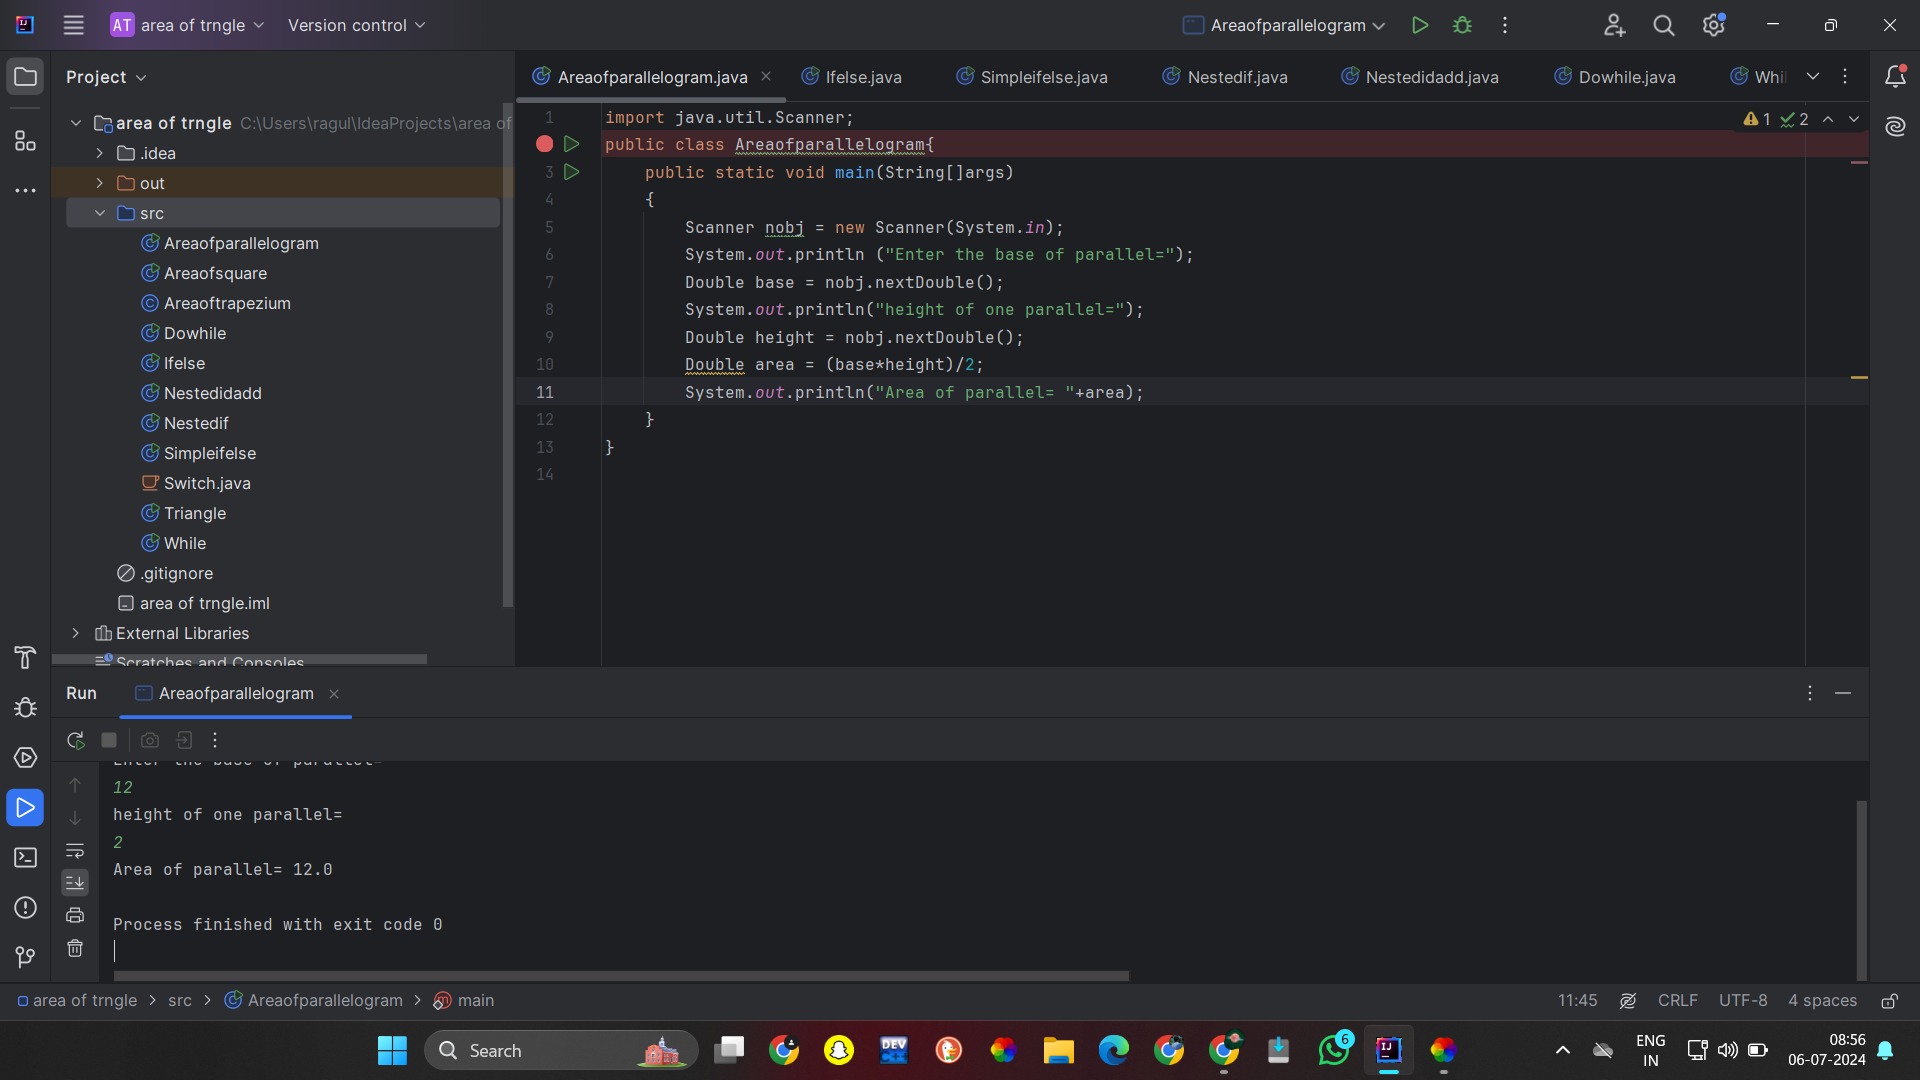 AT area of trngle Version control Areaofparallelogram
Project
Areaofparallelogram.java Ifelse.java Simpleifelse.java Nestedif.java Nestedidadd.java Dowhile.java Whi
area of trngle C:\Users\ragul\IdeaProjects\area of
.idea
out
src
Areaofparallelogram
Areaofsquare
Areaoftrapezium
Dowhile
Ifelse
Nestedidadd
Nestedif
Simpleifelse
Switch.java
Triangle
While
.gitignore
area of trngle.iml
External Libraries
Scratches and Consoles
1 import java.util.Scanner;
public class Areaofparallelogram{
3 public static void main(String[]args)
4 {
5 Scanner nobj = new Scanner(System.in);
6 System.out.println ("Enter the base of parallel=");
7 Double base = nobj.nextDouble();
8 System.out.println("height of one parallel=");
9 Double height = nobj.nextDouble();
10 Double area = (base*height)/2;
11 System.out.println("Area of parallel= "+area);
12 }
13 }
14
1 2
Run Areaofparallelogram
Enter the base of parallel=
12
height of one parallel=
2
Area of parallel= 12.0
Process finished with exit code 0
area of trngle > src > Areaofparallelogram > main
11:45 CRLF UTF-8 4 spaces
Search
DEV
6
ENG
IN
08:56
06-07-2024